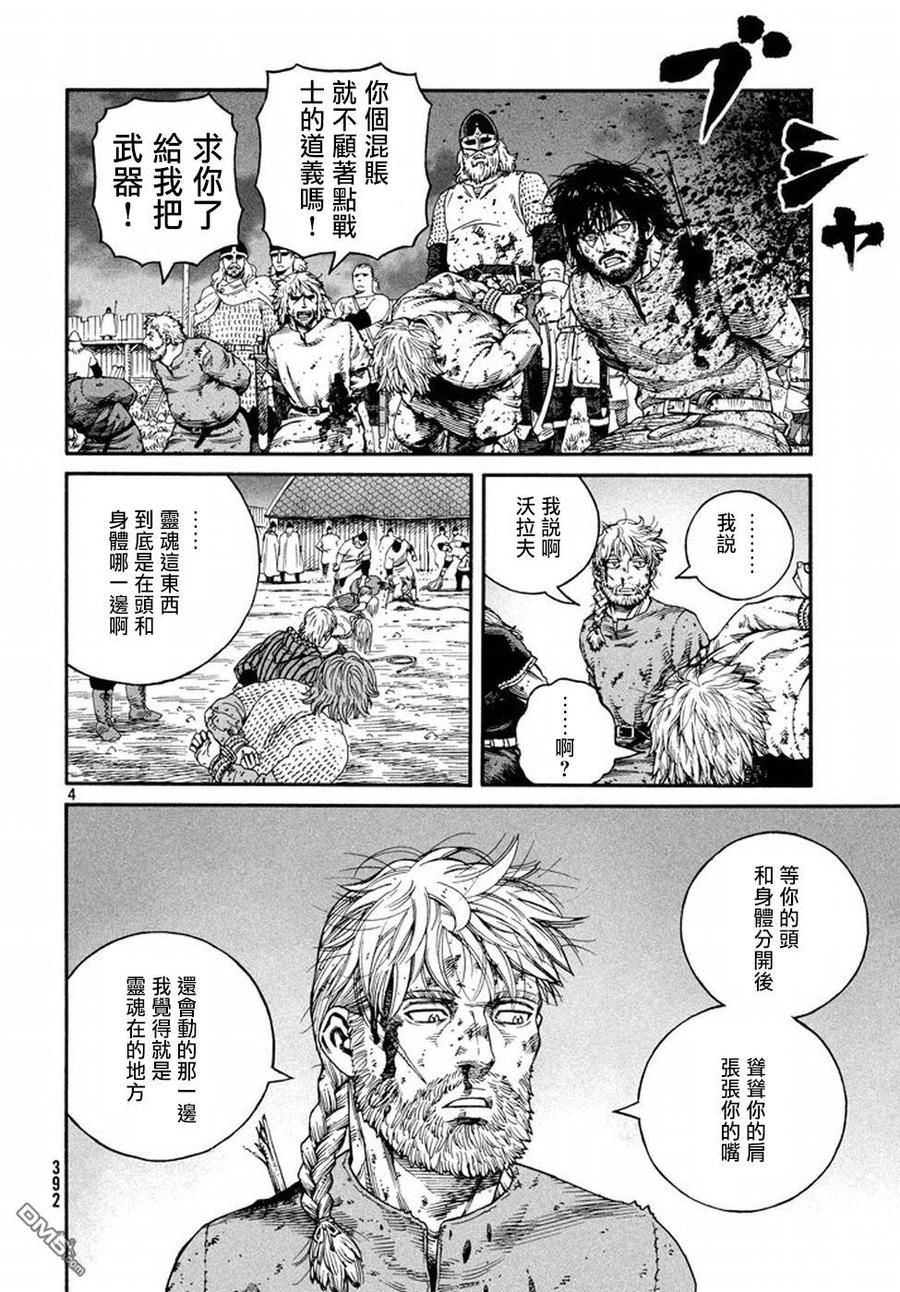 ブシャ
你個混賬
就不顧著點戰
士的道義嗎！
求你了
給我把
武器！
………
我説
我説啊
沃拉夫
……啊？
……
靈魂這東西
到底是在頭和
身體哪一邊啊
4
等你的頭
和身體分開後
聳聳你的肩
張張你的嘴
還會動的那一邊
我覺得就是
靈魂在的地方
392